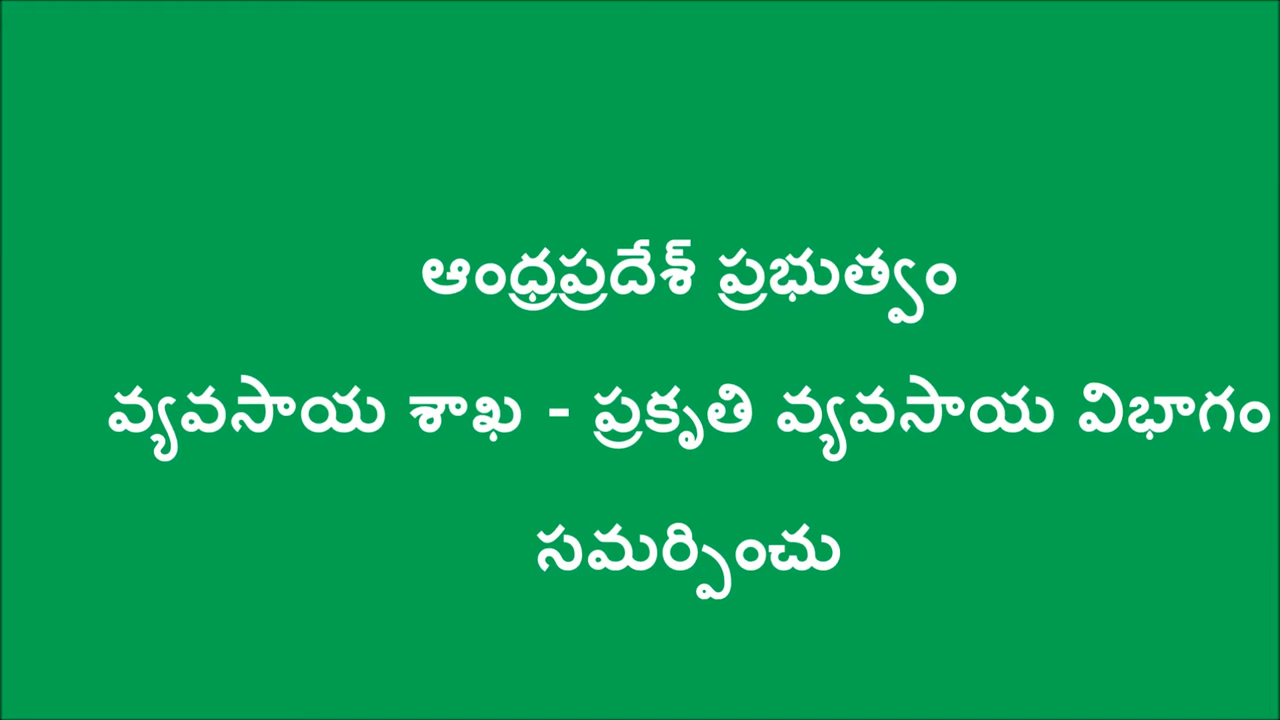 ఆంధ్రప్రదేశ్ ప్రభుత్వం
వ్యవసాయ శాఖ - ప్రకృతి వ్యవసాయ విభాగం
సమర్పించు